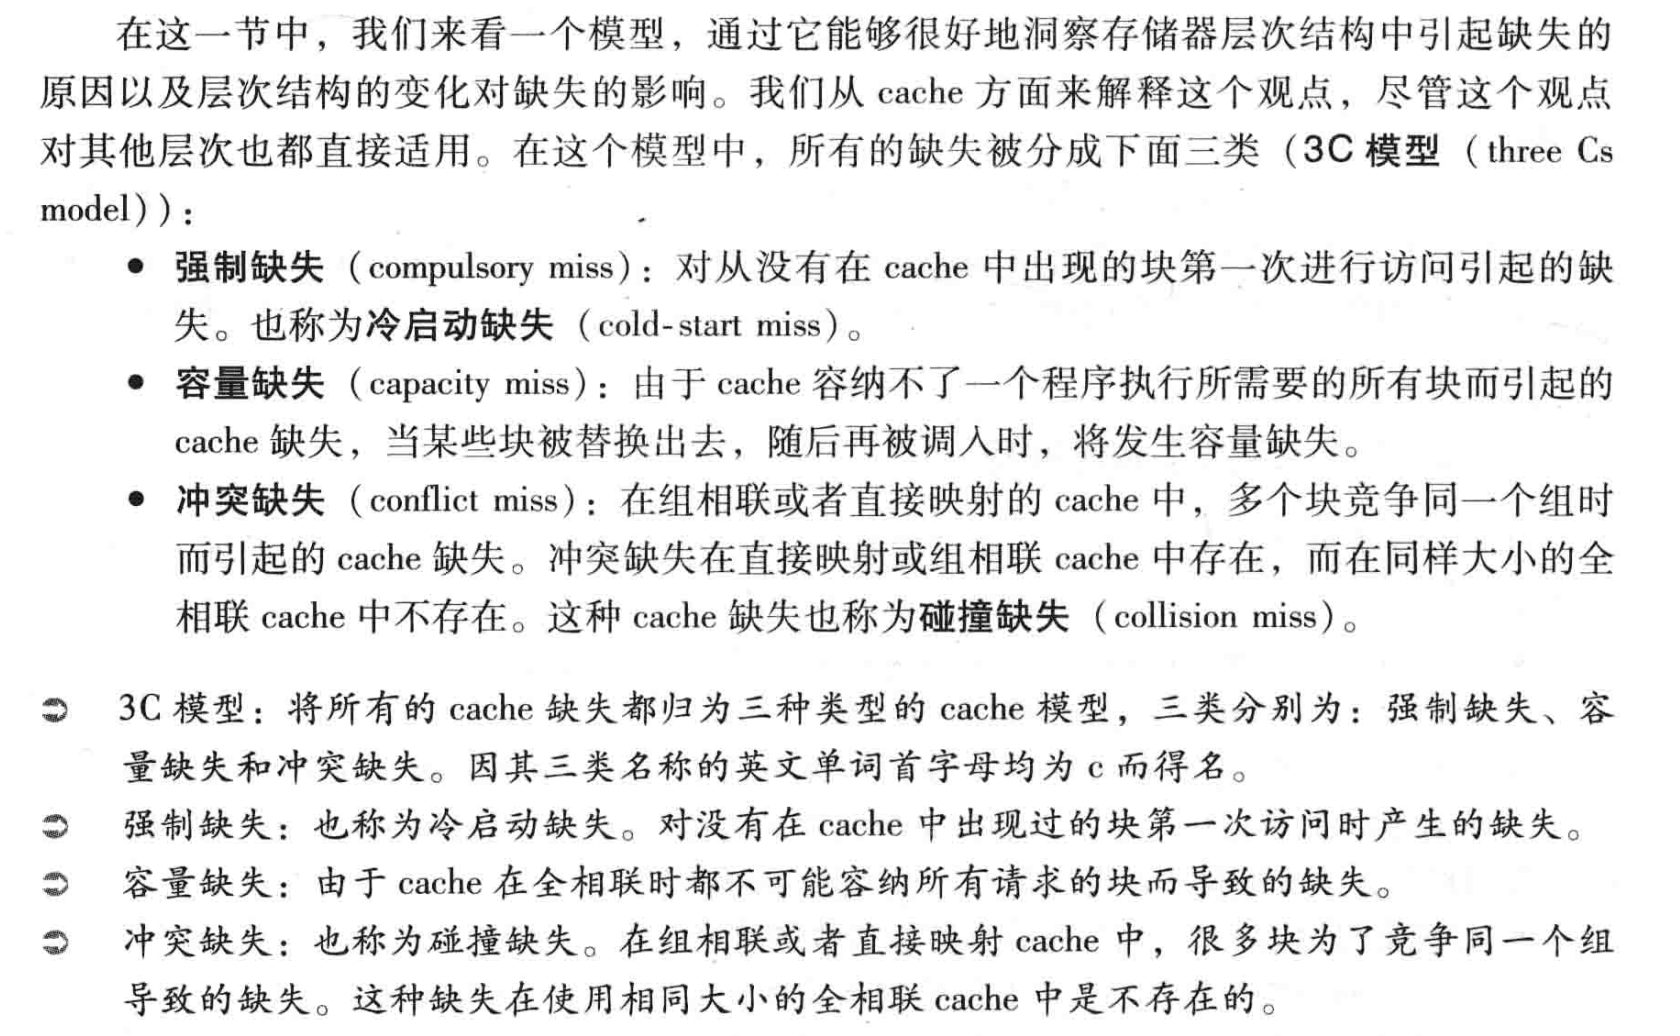 在这一节中，我们来看一个模型，通过它能够很好地洞察存储器层次结构中引起缺失的
原因以及层次结构的变化对缺失的影响。我们从 cache 方面来解释这个观点，尽管这个观点
对其他层次也都直接适用。在这个模型中，所有的缺失被分成下面三类（3C 模型（three Cs
model））：
● 强制缺失（compulsory miss）：对从没有在 cache 中出现的块第一次进行访问引起的缺
失。也称为冷启动缺失（cold-start miss）。
● 容量缺失（capacity miss）：由于 cache 容纳不了一个程序执行所需要的所有块而引起的
cache 缺失，当某些块被替换出去，随后再被调入时，将发生容量缺失。
● 冲突缺失（conflict miss）：在组相联或者直接映射的 cache 中，多个块竞争同一个组时
而引起的 cache 缺失。冲突缺失在直接映射或组相联 cache 中存在，而在同样大小的全
相联 cache 中不存在。这种 cache 缺失也称为碰撞缺失（collision miss）。
⊃ 3C 模型：将所有的 cache 缺失都归为三种类型的 cache 模型，三类分别为：强制缺失、容
量缺失和冲突缺失。因其三类名称的英文单词首字母均为 c 而得名。
⊃ 强制缺失：也称为冷启动缺失。对没有在 cache 中出现过的块第一次访问时产生的缺失。
⊃ 容量缺失：由于 cache 在全相联时都不可能容纳所有请求的块而导致的缺失。
⊃ 冲突缺失：也称为碰撞缺失。在组相联或者直接映射 cache 中，很多块为了竞争同一个组
导致的缺失。这种缺失在使用相同大小的全相联 cache 中是不存在的。